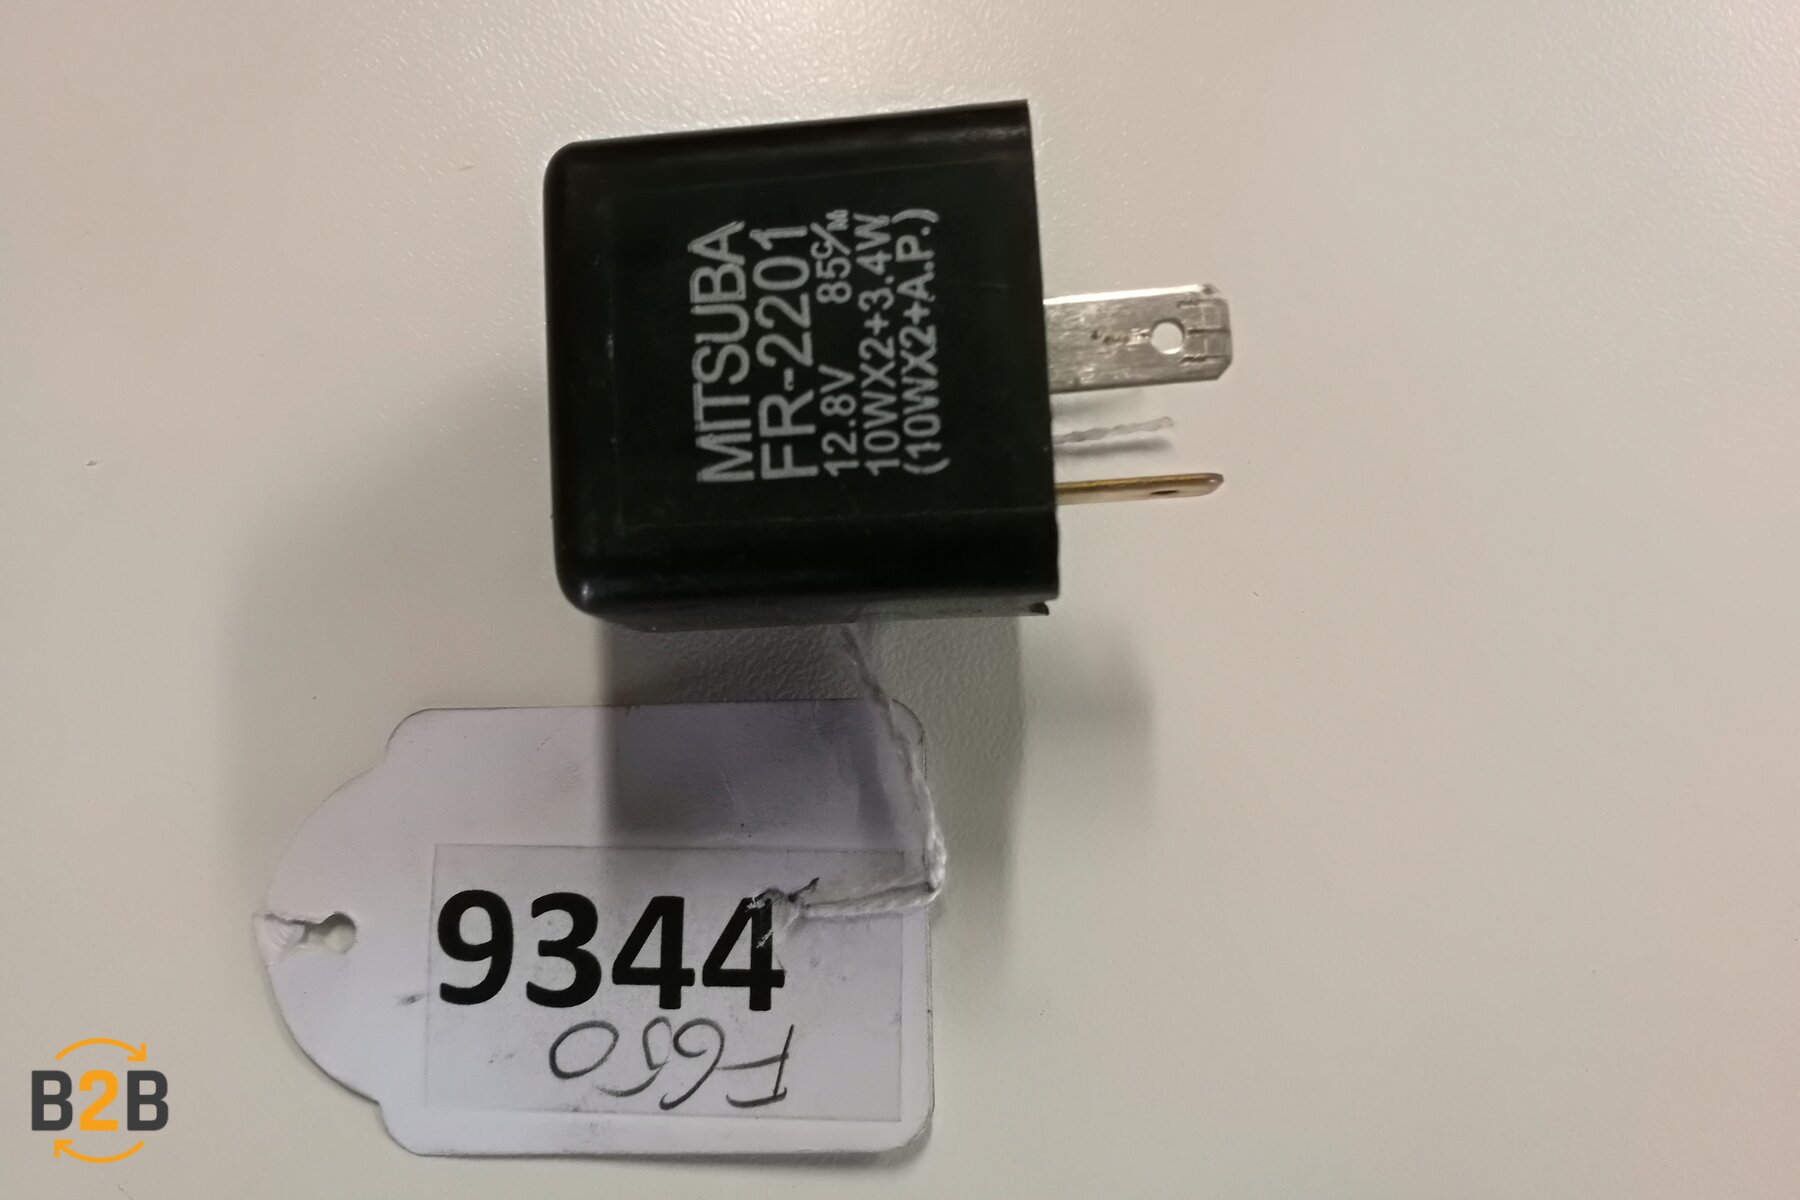 MITSUBA
FR-2201
12.8V 85C/M
10WX2+3.4W
(10WX2+A.P.)
9344
F650
B2B